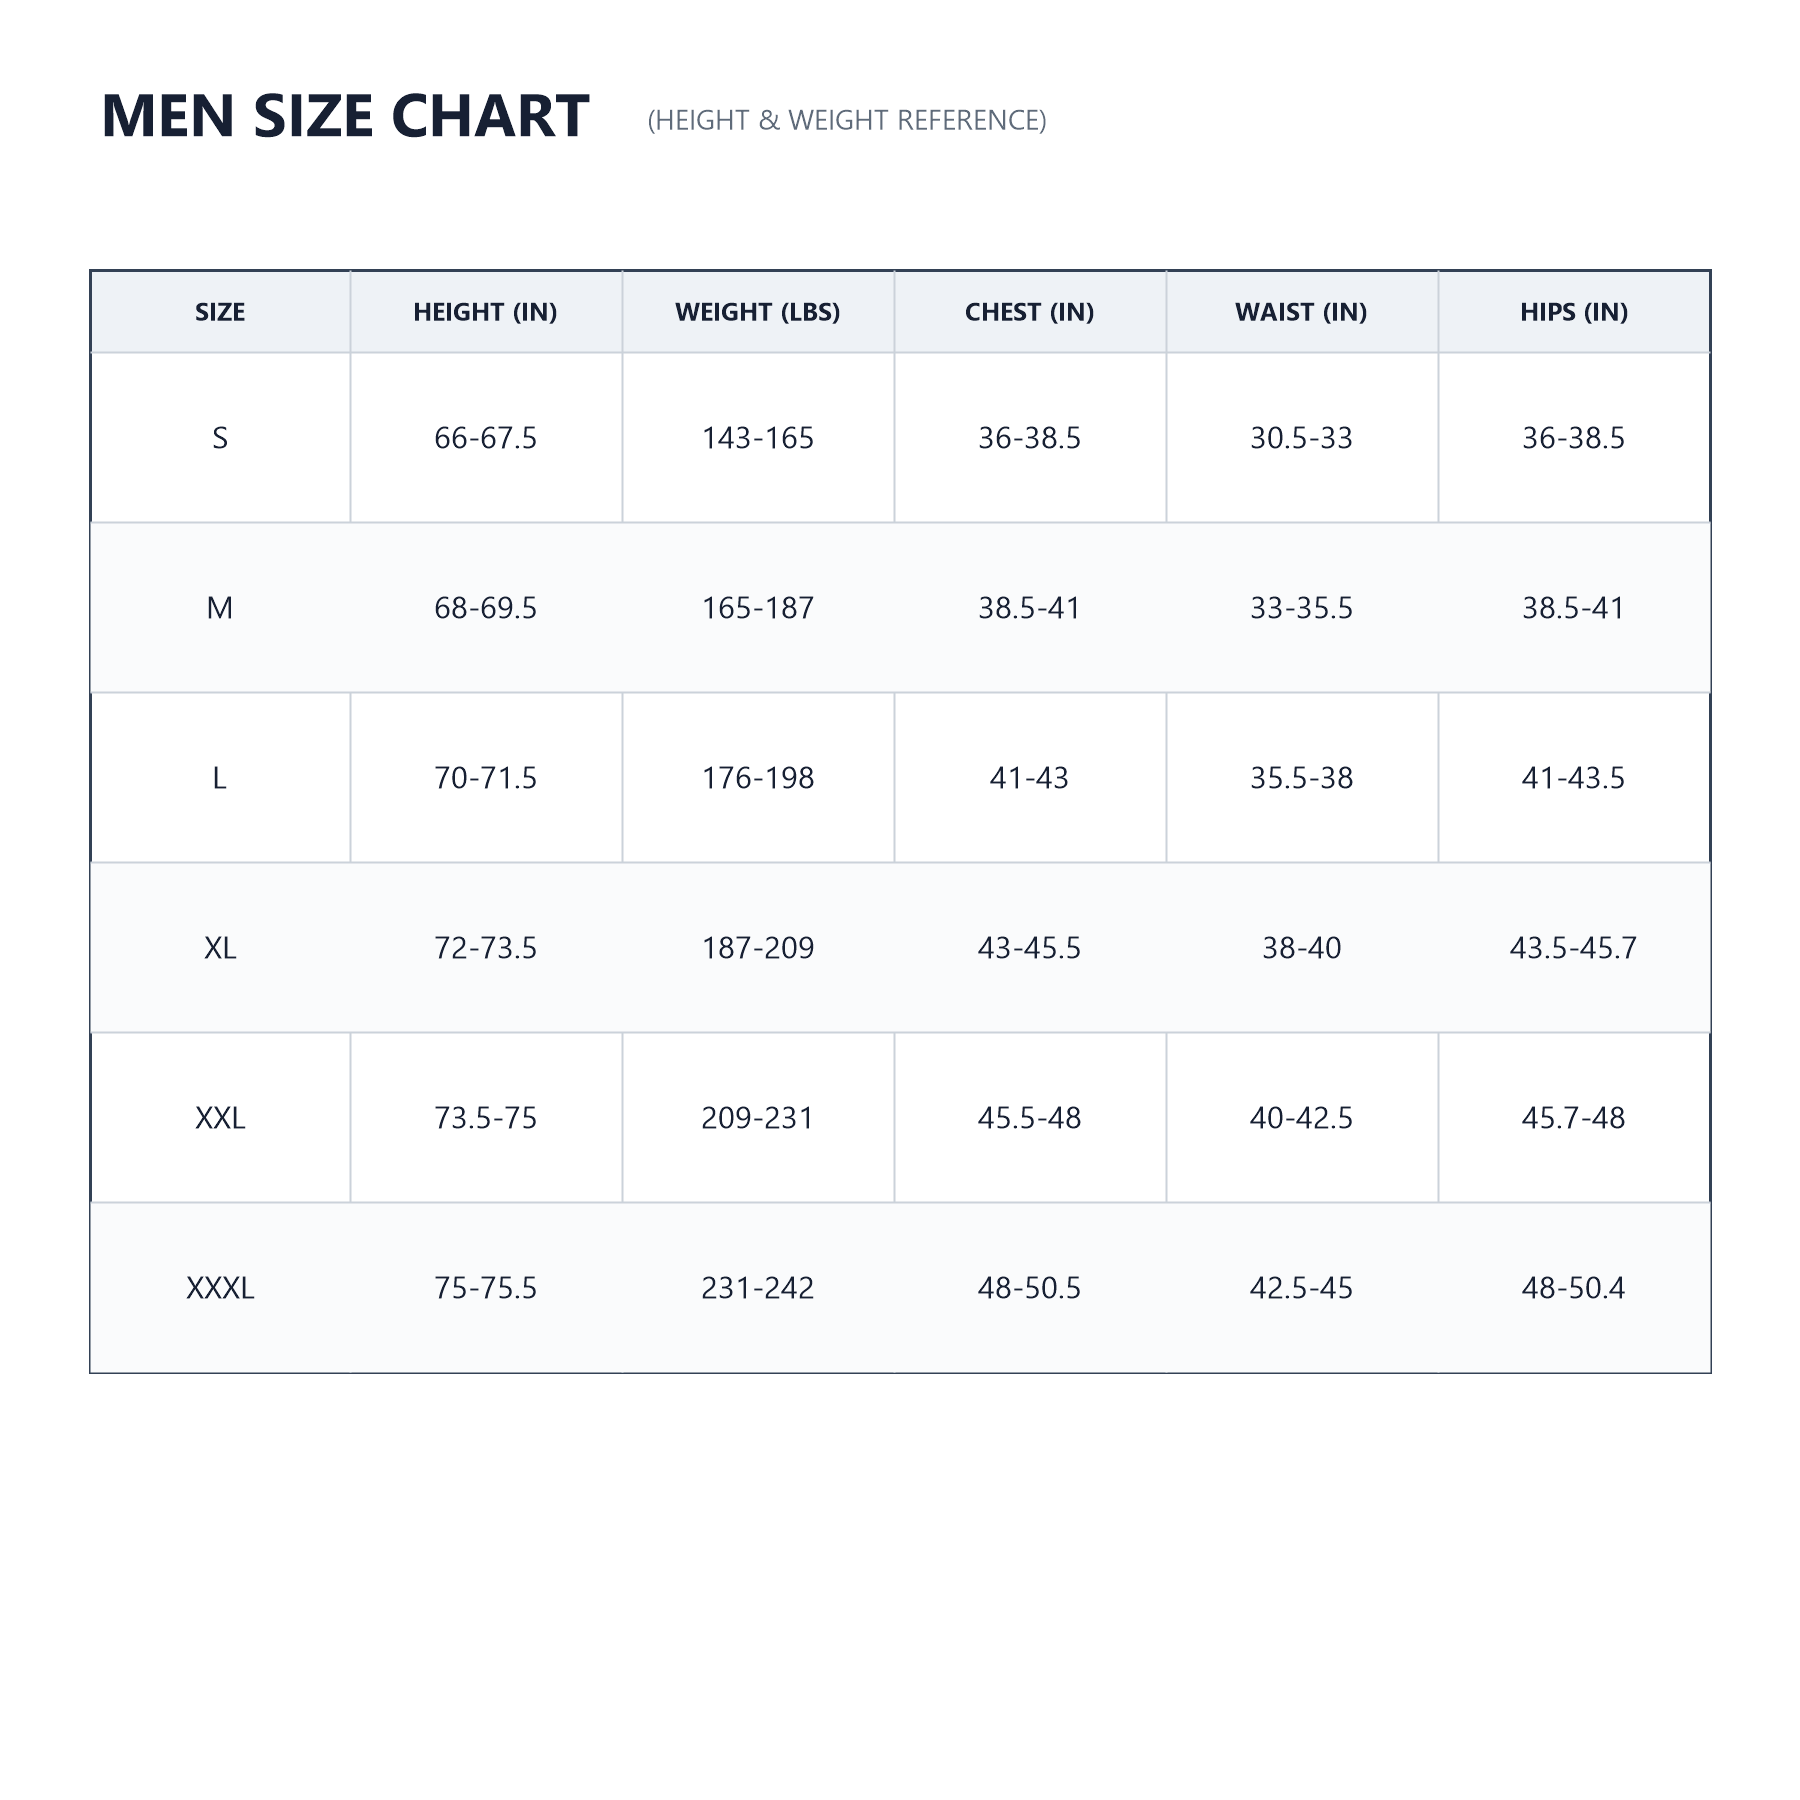 MEN SIZE CHART (HEIGHT & WEIGHT REFERENCE)
SIZE HEIGHT (IN) WEIGHT (LBS) CHEST (IN) WAIST (IN) HIPS (IN)
S 66-67.5 143-165 36-38.5 30.5-33 36-38.5
M 68-69.5 165-187 38.5-41 33-35.5 38.5-41
L 70-71.5 176-198 41-43 35.5-38 41-43.5
XL 72-73.5 187-209 43-45.5 38-40 43.5-45.7
XXL 73.5-75 209-231 45.5-48 40-42.5 45.7-48
XXXL 75-75.5 231-242 48-50.5 42.5-45 48-50.4